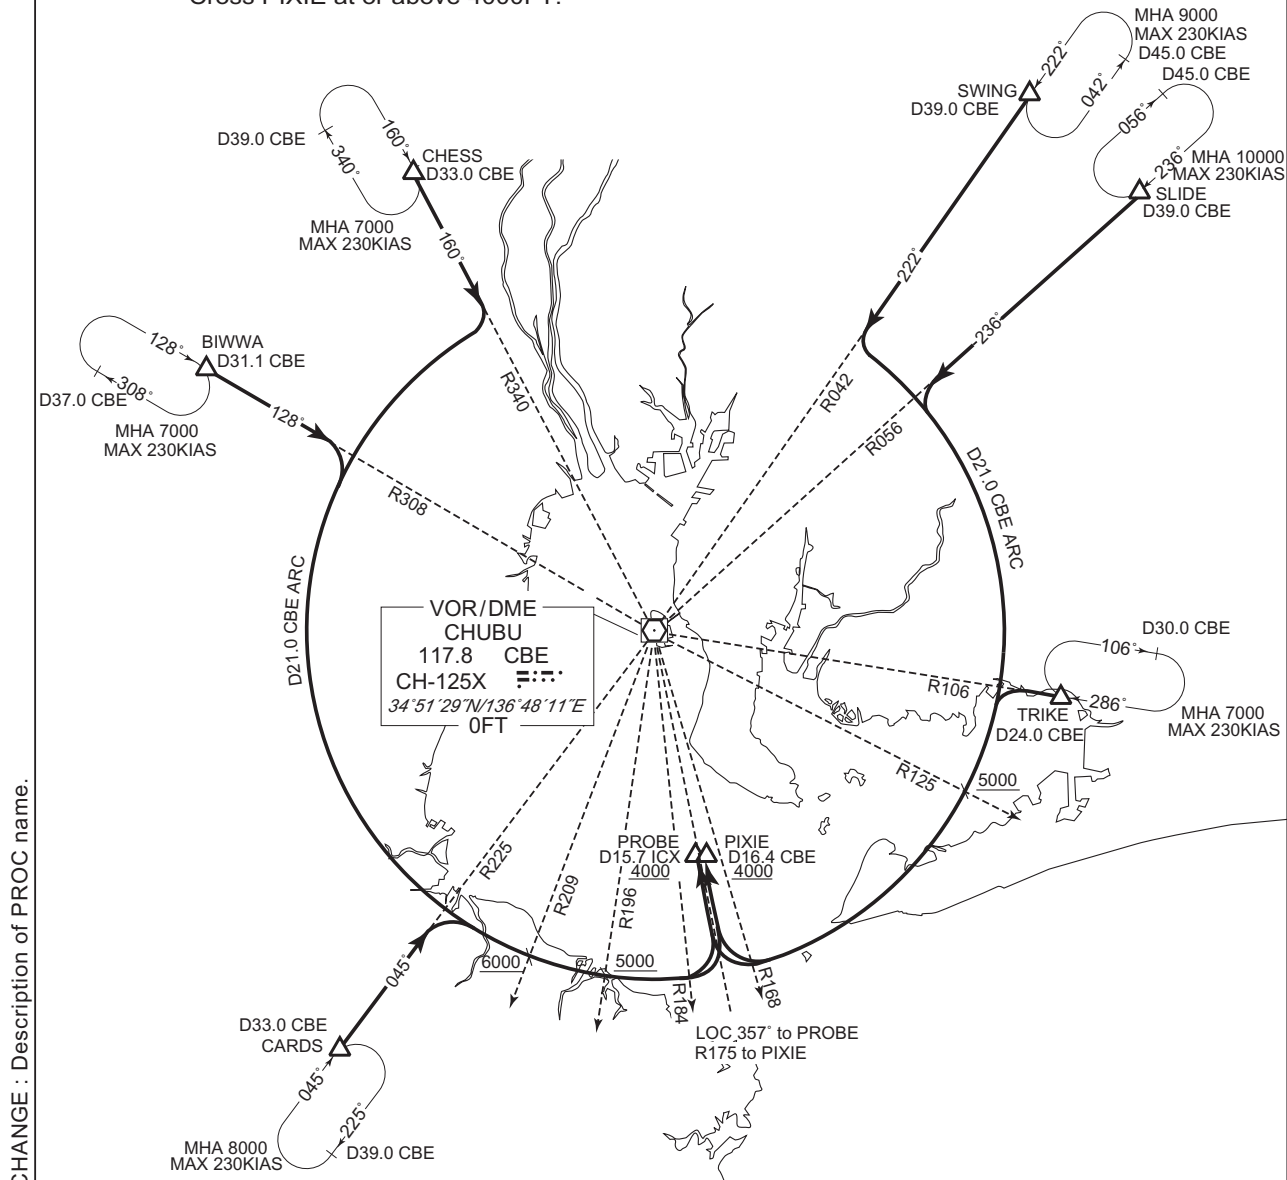 Cross PIXIE at or above 4000FT.
MHA 9000
MAX 230KIAS
D45.0 CBE
D45.0 CBE
222°
042°
SWING
D39.0 CBE
056°
236°
MHA 10000
MAX 230KIAS
SLIDE
D39.0 CBE
D39.0 CBE
160°
340°
CHESS
D33.0 CBE
MHA 7000
MAX 230KIAS
160°
222°
236°
BIWWA
D31.1 CBE
128°
308°
D37.0 CBE
MHA 7000
MAX 230KIAS
128°
R340
R042
R056
R308
D21.0 CBE ARC
D21.0 CBE ARC
VOR/DME
CHUBU
117.8 CBE
CH-125X
34°51′29″N/136°48′11″E
0FT
D30.0 CBE
106°
286°
R106
TRIKE
D24.0 CBE
MHA 7000
MAX 230KIAS
R125
5000
PROBE
D15.7 ICX
4000
PIXIE
D16.4 CBE
4000
R225
R209
R196
R184
R168
6000
5000
045°
LOC 357° to PROBE
R175 to PIXIE
D33.0 CBE
CARDS
045°
225°
MHA 8000
MAX 230KIAS
D39.0 CBE
CHANGE : Description of PROC name.